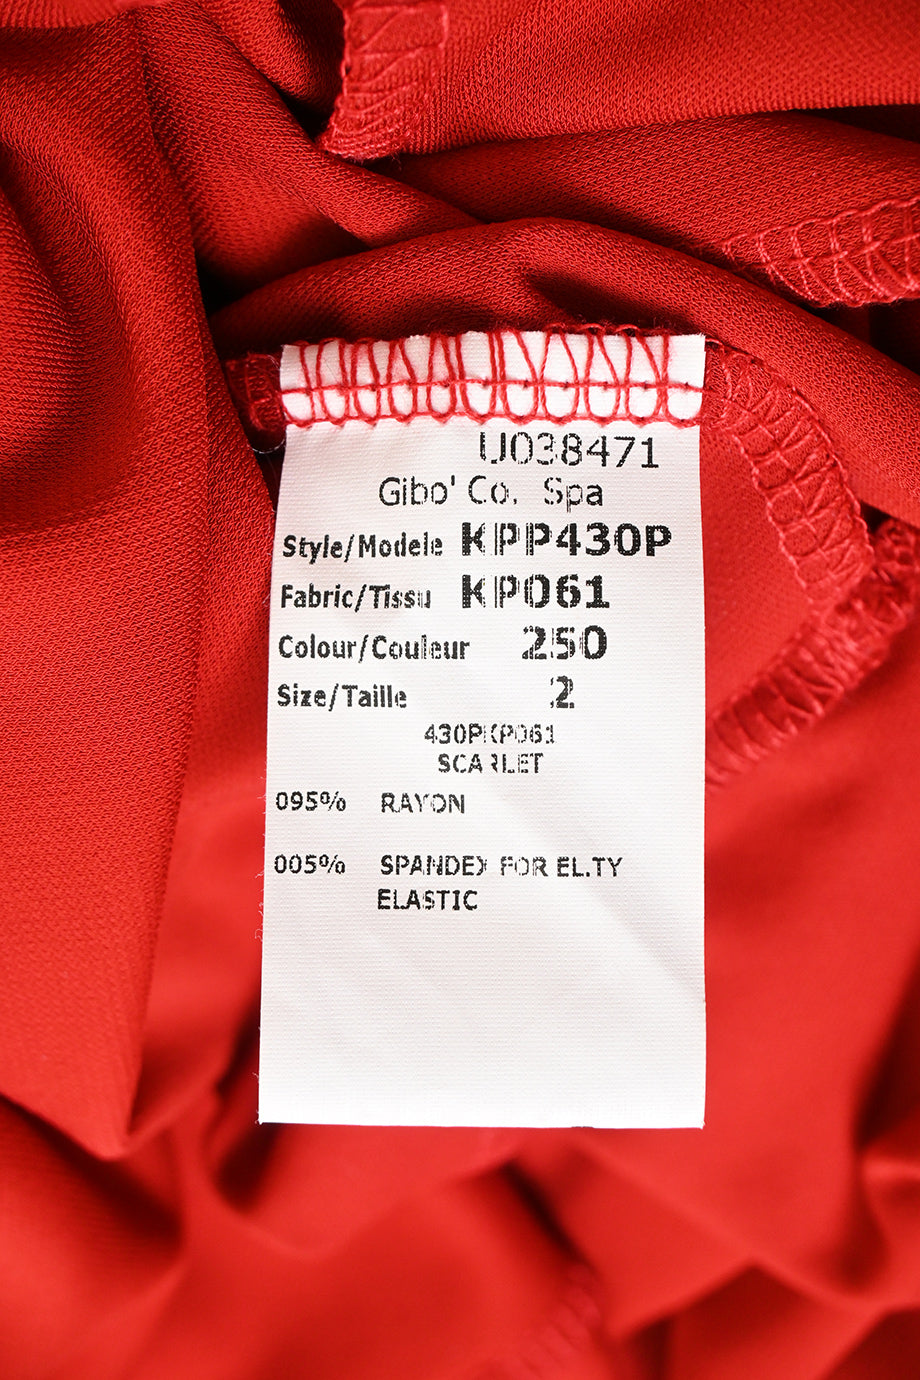 U038471
Gibo' Co. Spa
Style/Modele KPP430P
Fabric/Tissu KP061
Colour/Couleur 250
Size/Taille 2
430PKP061
SCARLET
095% RAYON
005% SPANDEX FOR EL.TY
ELASTIC